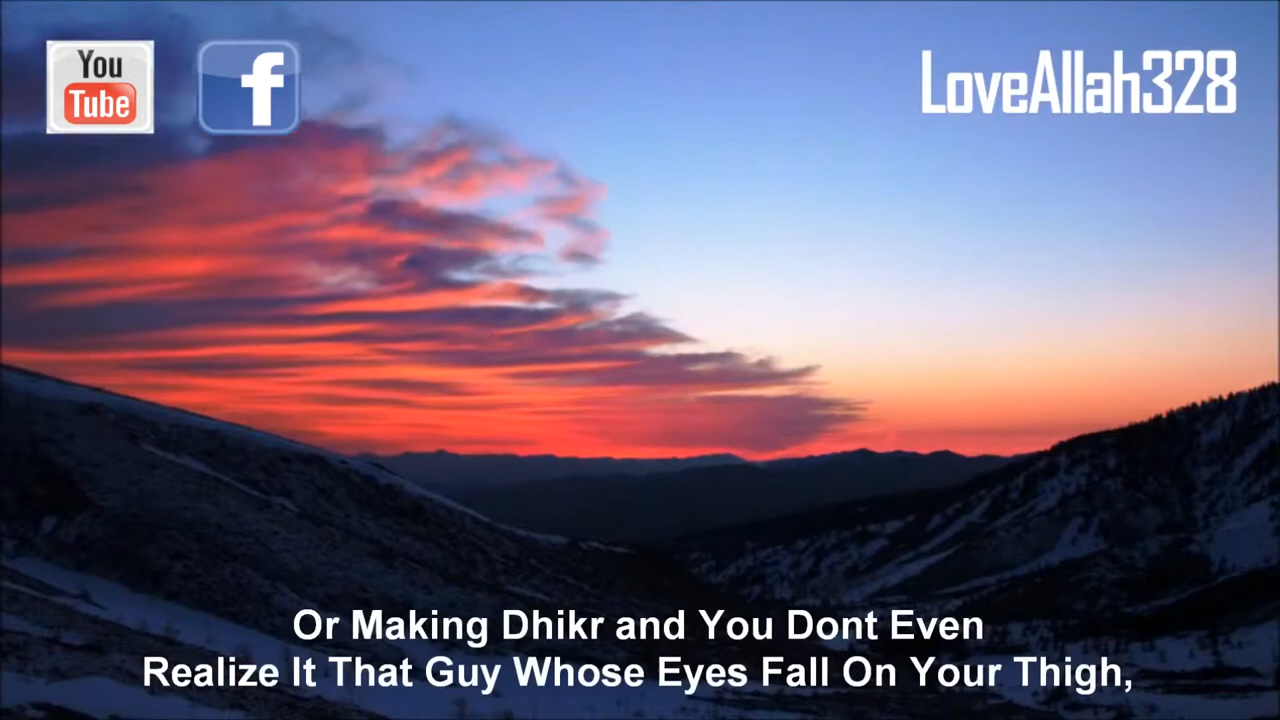 You
Tube
f
LoveAllah328
Or Making Dhikr and You Dont Even
Realize It That Guy Whose Eyes Fall On Your Thigh,